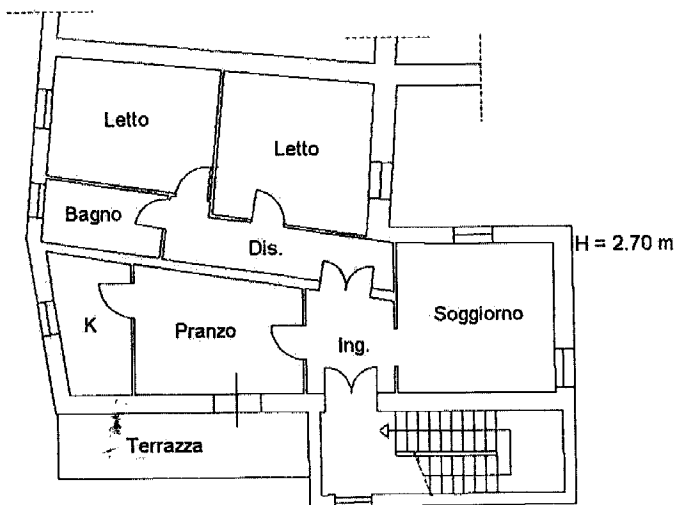 Letto
Letto
Bagno
Dis.
H = 2.70 m
K
Pranzo
Ing.
Soggiorno
Terrazza